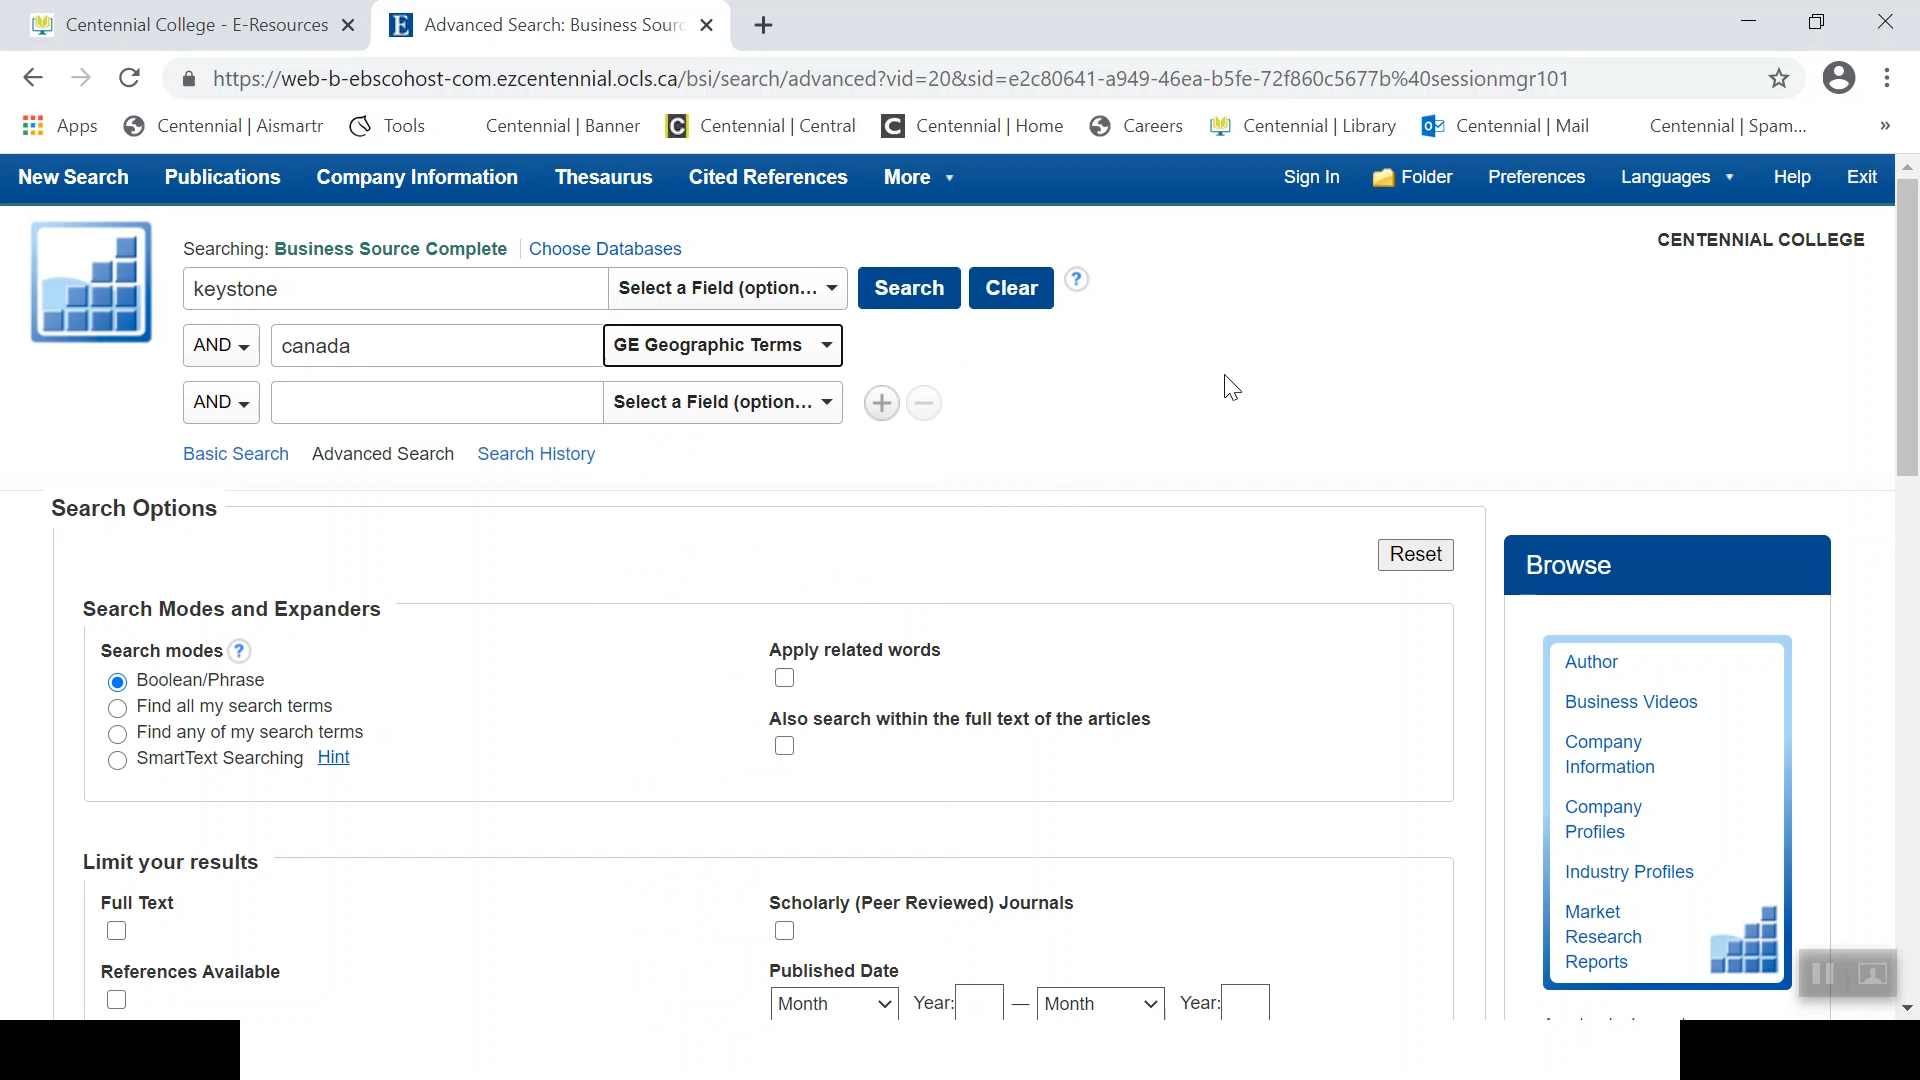 Centennial College - E-Resources
Advanced Search: Business Sour
https://web-b-ebscohost-com.ezcentennial.ocls.ca/bsi/search/advanced?vid=20&sid=e2c80641-a949-46ea-b5fe-72f860c5677b%40sessionmgr101
Apps Centennial | Aismartr Tools Centennial | Banner Centennial | Central Centennial | Home Careers Centennial | Library Centennial | Mail Centennial | Spam... »
New Search Publications Company Information Thesaurus Cited References More Sign In Folder Preferences Languages Help Exit
CENTENNIAL COLLEGE
Searching: Business Source Complete Choose Databases
keystone Select a Field (option... Search Clear ?
AND canada GE Geographic Terms
AND Select a Field (option...
Basic Search Advanced Search Search History
Search Options
Reset
Search Modes and Expanders
Search modes ?
Boolean/Phrase
Find all my search terms
Find any of my search terms
SmartText Searching Hint
Apply related words
Also search within the full text of the articles
Limit your results
Full Text
References Available
Scholarly (Peer Reviewed) Journals
Published Date
Month Year: — Month Year:
Browse
Author
Business Videos
Company
Information
Company
Profiles
Industry Profiles
Market
Research
Reports